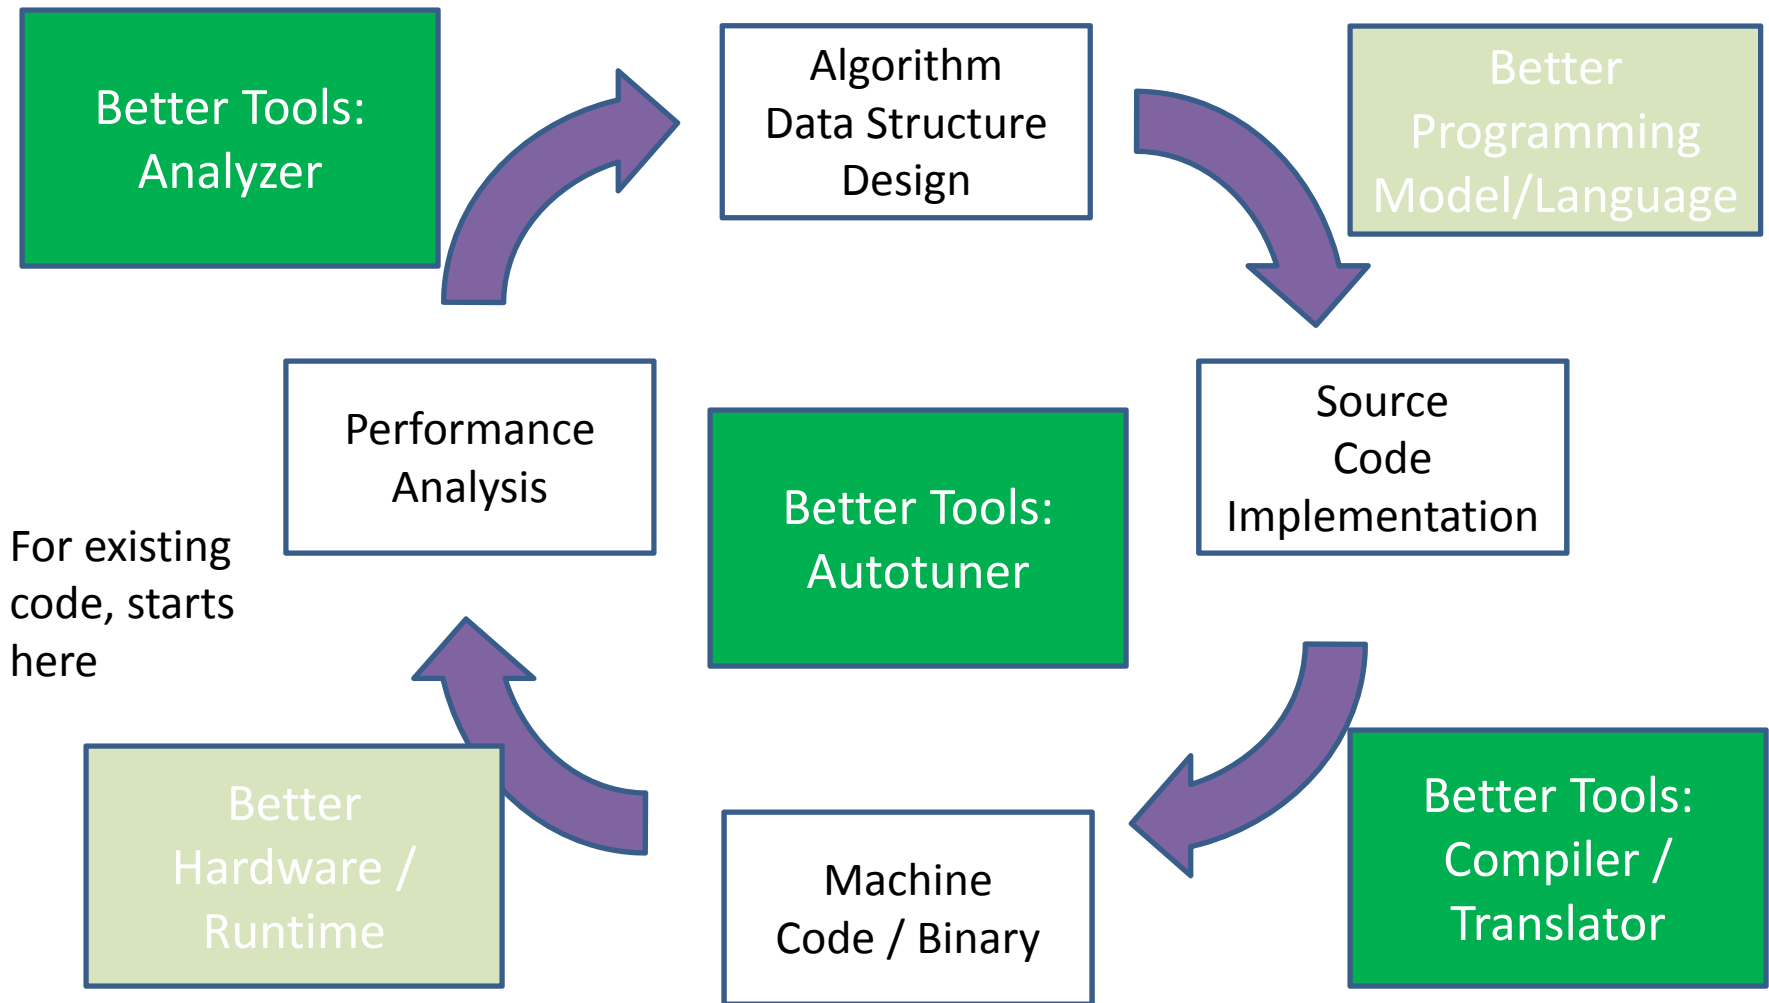 Better Tools:
Analyzer
Algorithm
Data Structure
Design
Better
Programming
Model/Language
Performance
Analysis
Better Tools:
Autotuner
Source
Code
Implementation
For existing
code, starts
here
Better
Hardware /
Runtime
Machine
Code / Binary
Better Tools:
Compiler /
Translator